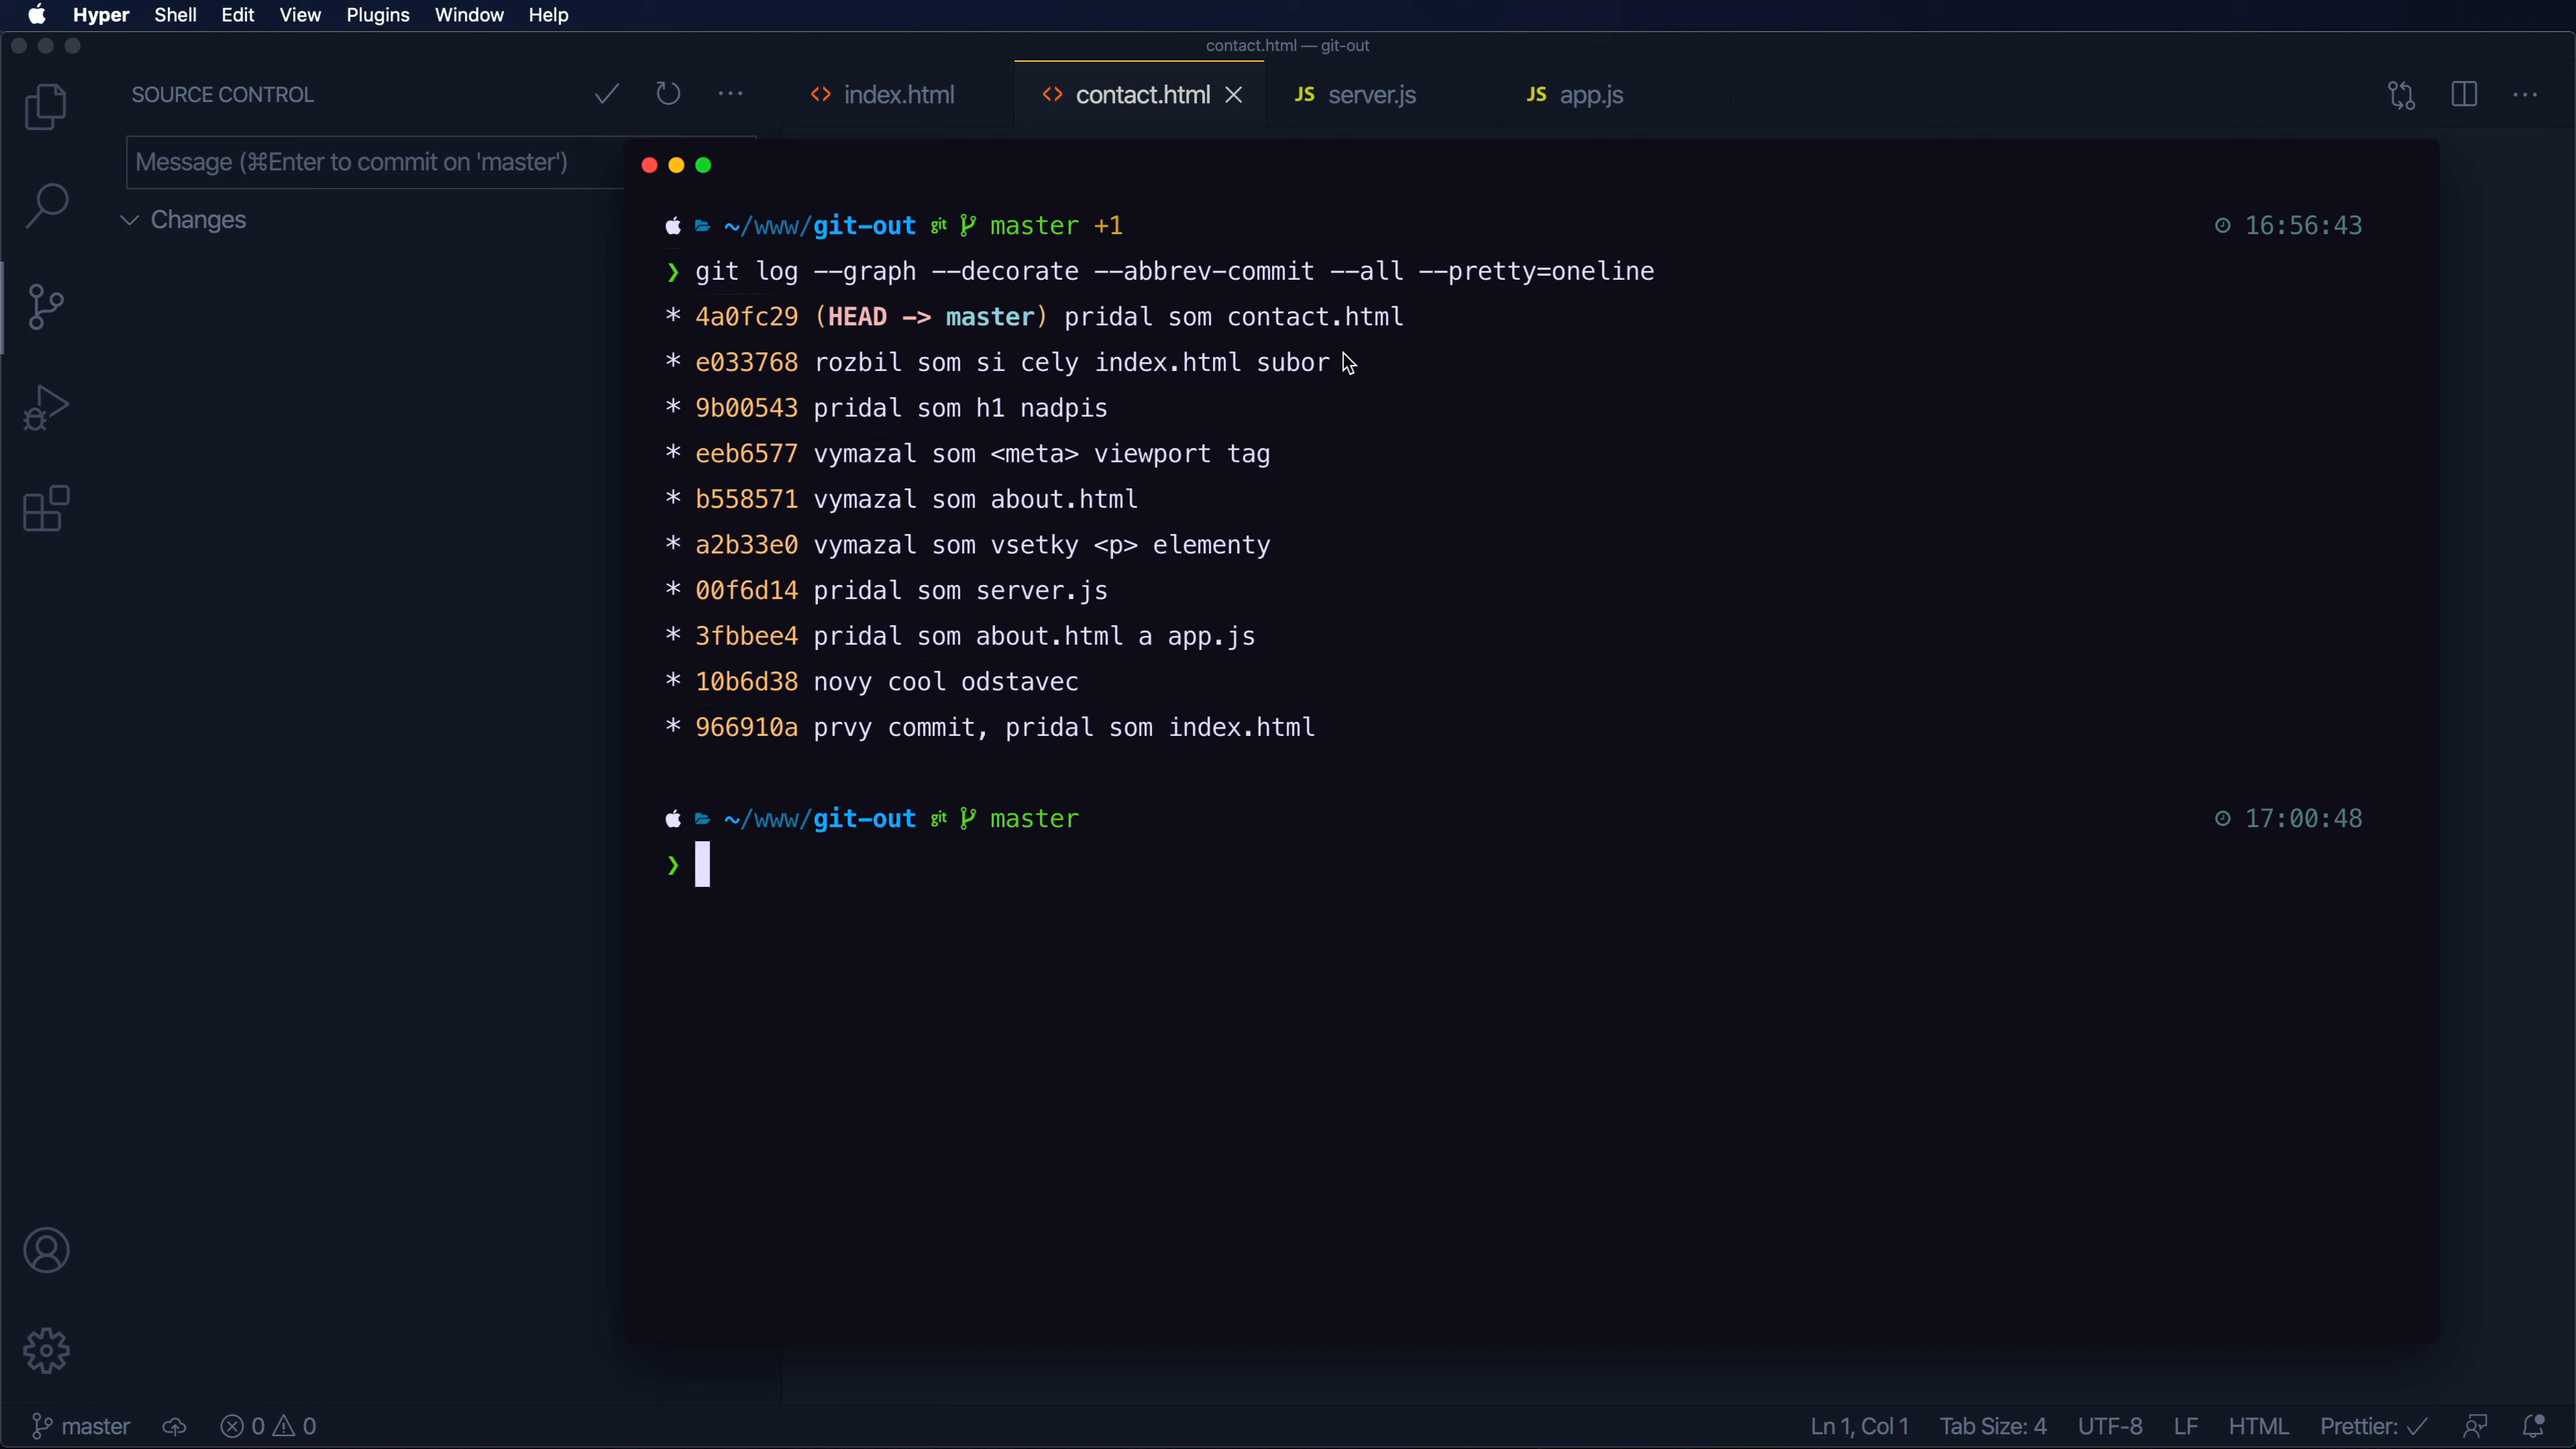 Hyper Shell Edit View Plugins Window Help
contact.html — git-out
SOURCE CONTROL
index.html
contact.html
JS server.js
JS app.js
Message (⌘Enter to commit on 'master')
Changes
~/www/git-out git master +1 16:56:43
❯ git log --graph --decorate --abbrev-commit --all --pretty=oneline
* 4a0fc29 (HEAD -> master) pridal som contact.html
* e033768 rozbil som si cely index.html subor
* 9b00543 pridal som h1 nadpis
* eeb6577 vymazal som <meta> viewport tag
* b558571 vymazal som about.html
* a2b33e0 vymazal som vsetky <p> elementy
* 00f6d14 pridal som server.js
* 3fbbee4 pridal som about.html a app.js
* 10b6d38 novy cool odstavec
* 966910a prvy commit, pridal som index.html
~/www/git-out git master 17:00:48
❯
master 0 0 Ln 1, Col 1 Tab Size: 4 UTF-8 LF HTML Prettier: ✓